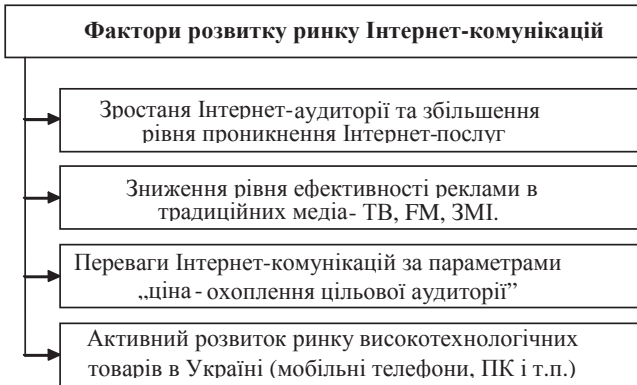 Фактори розвитку ринку Інтернет-комунікацій
Зростаня Інтернет-аудиторії та збільшення
рівня проникнення Інтернет-послуг
Зниження рівня ефективності реклами в
традиційних медіа- ТВ, FM, ЗМІ.
Переваги Інтернет-комунікацій за параметрами
„ціна - охоплення цільової аудиторії”
Активний розвиток ринку високотехнологічних
товарів в Україні (мобільні телефони, ПК і т.п.)